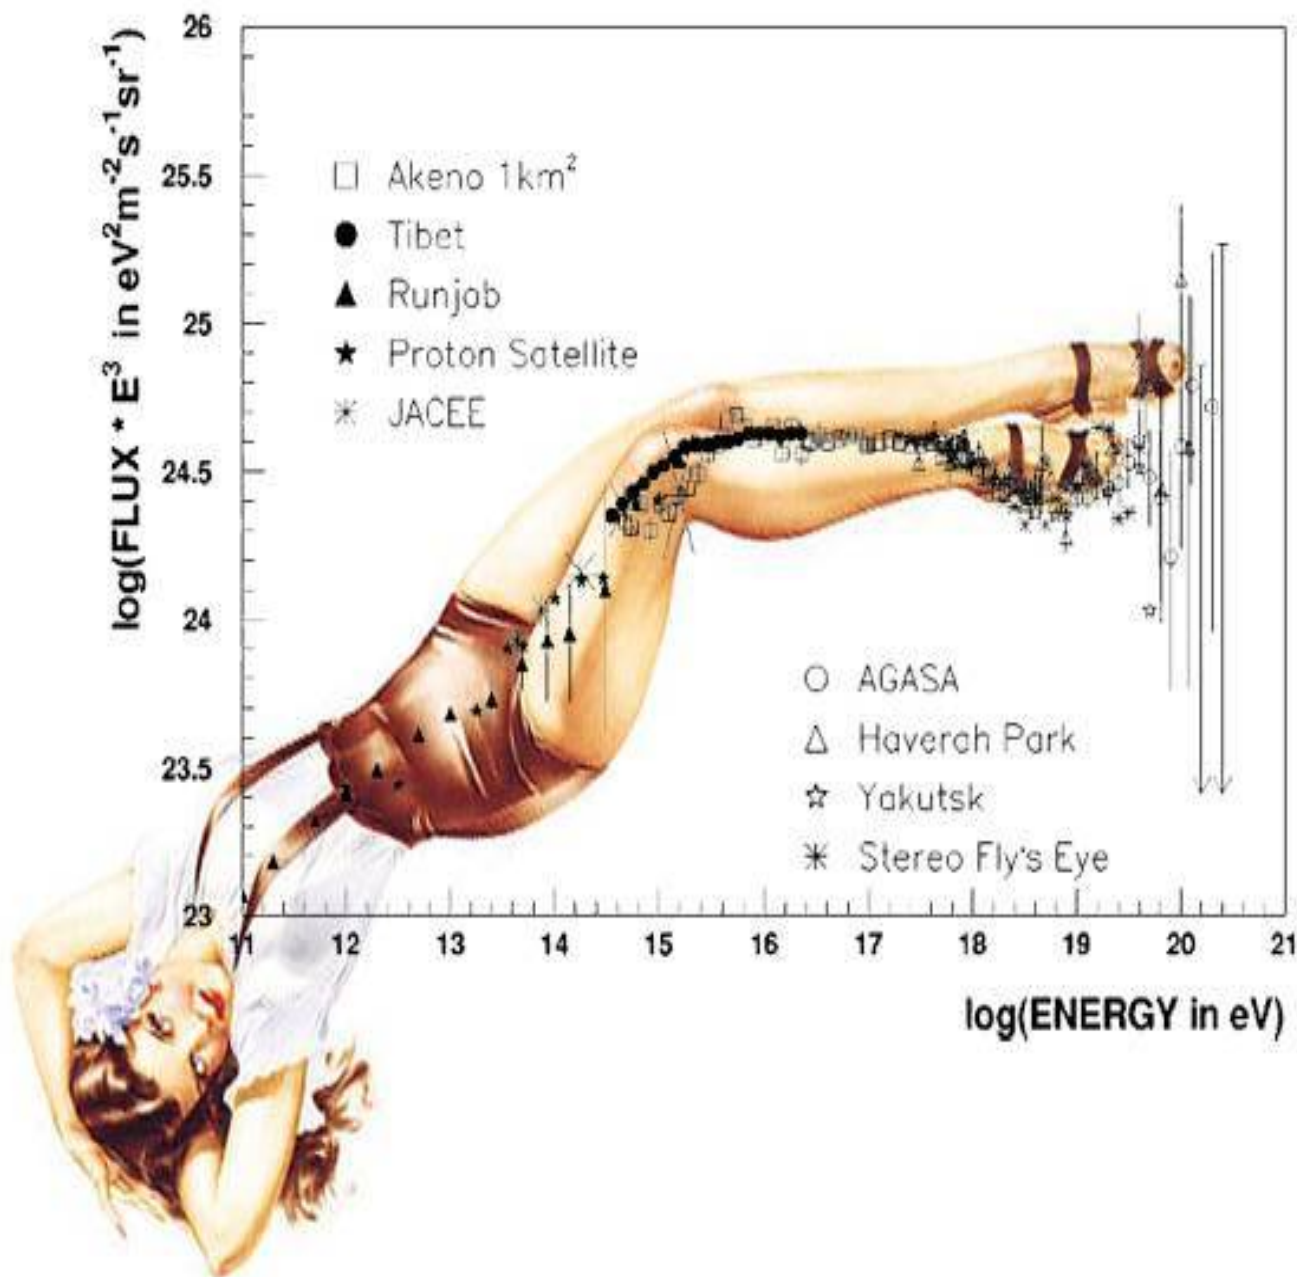 log(FLUX * E³ in eV²m⁻²s⁻¹sr⁻¹)
26
25.5
25
24.5
24
23.5
23
Akeno 1km²
Tibet
Runjob
Proton Satellite
JACEE
AGASA
Haverah Park
Yakutsk
Stereo Fly's Eye
11 12 13 14 15 16 17 18 19 20 21
log(ENERGY in eV)